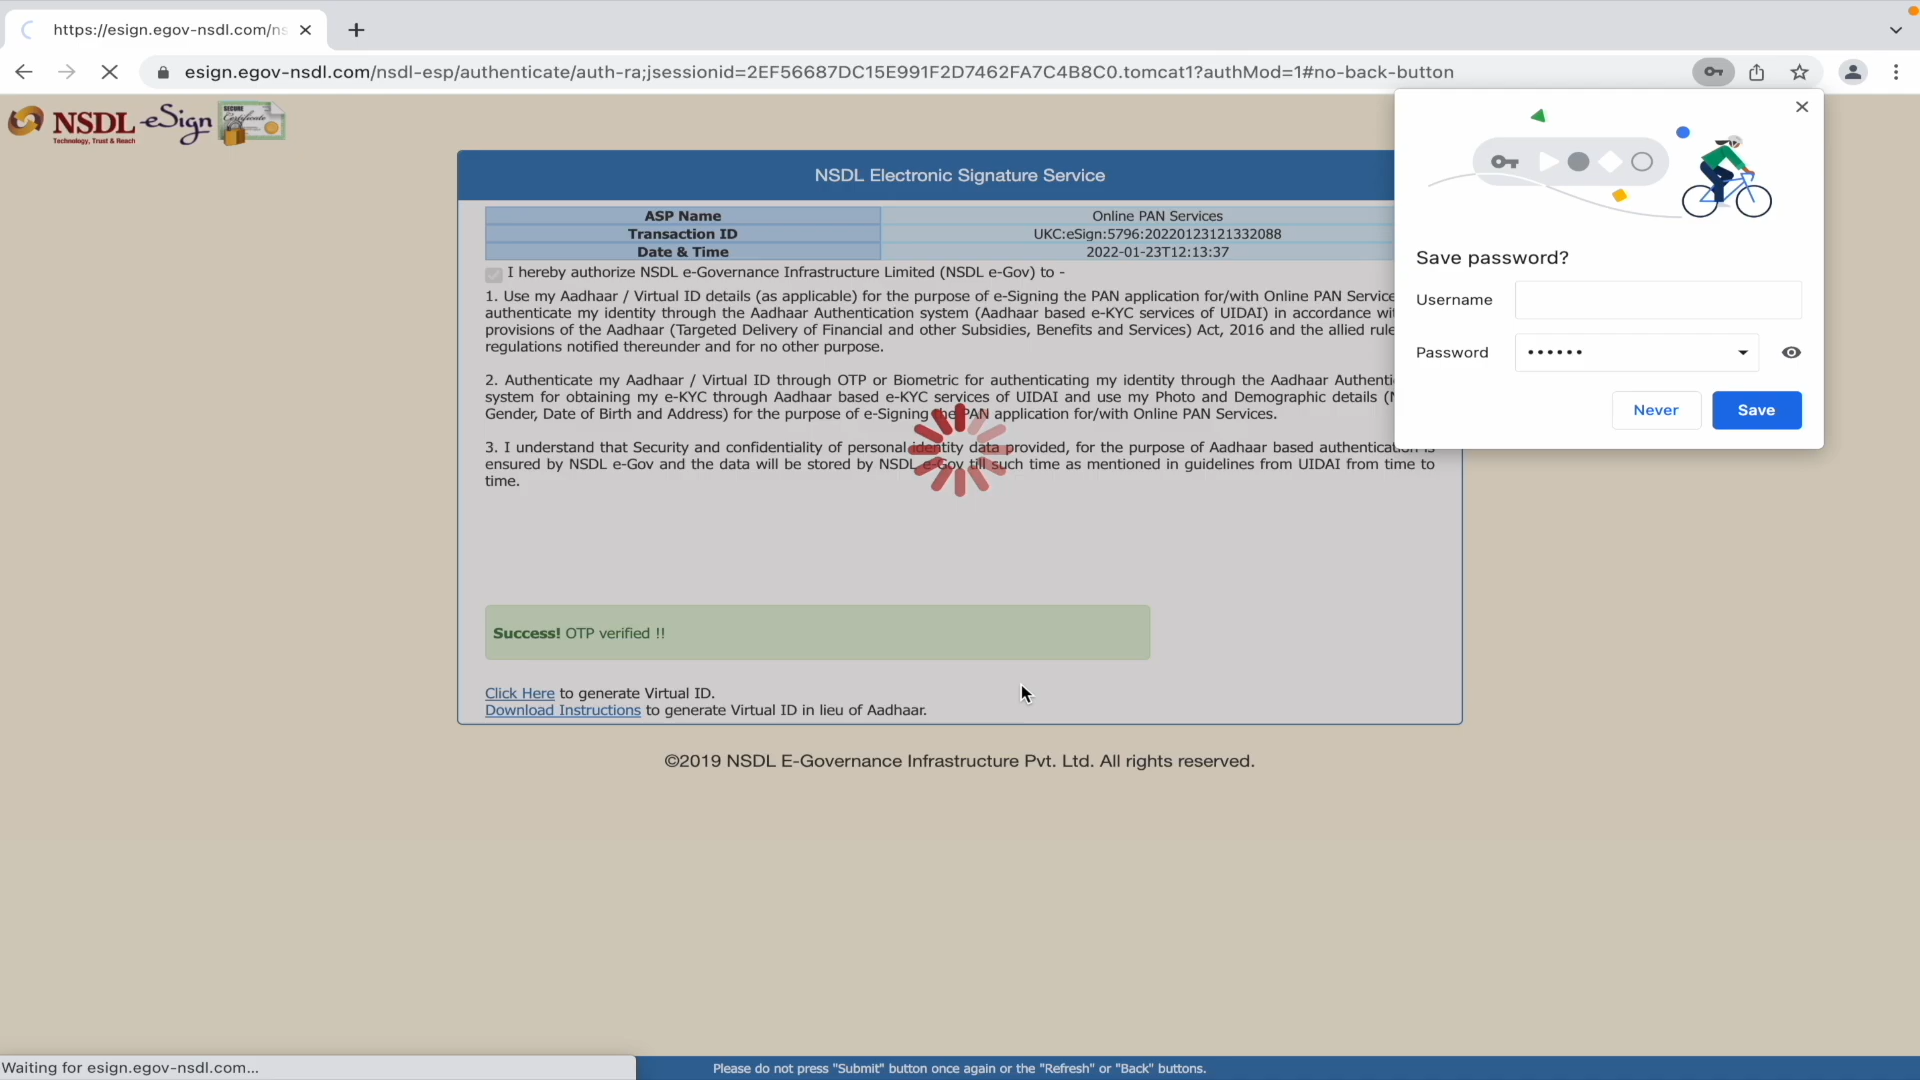 https://esign.egov-nsdl.com/ns
esign.egov-nsdl.com/nsdl-esp/authenticate/auth-ra;jsessionid=2EF56687DC15E991F2D7462FA7C4B8C0.tomcat1?authMod=1#no-back-button
NSDL
Technology, Trust & Reach
eSign
SECURE
Certificate
NSDL Electronic Signature Service
ASP Name Online PAN Services
Transaction ID UKC:eSign:5796:20220123121332088
Date & Time 2022-01-23T12:13:37
I hereby authorize NSDL e-Governance Infrastructure Limited (NSDL e-Gov) to -
1. Use my Aadhaar / Virtual ID details (as applicable) for the purpose of e-Signing the PAN application for/with Online PAN Service
authenticate my identity through the Aadhaar Authentication system (Aadhaar based e-KYC services of UIDAI) in accordance wit
provisions of the Aadhaar (Targeted Delivery of Financial and other Subsidies, Benefits and Services) Act, 2016 and the allied rule
regulations notified thereunder and for no other purpose.
2. Authenticate my Aadhaar / Virtual ID through OTP or Biometric for authenticating my identity through the Aadhaar Authenti
system for obtaining my e-KYC through Aadhaar based e-KYC services of UIDAI and use my Photo and Demographic details (N
Gender, Date of Birth and Address) for the purpose of e-Signing the PAN application for/with Online PAN Services.
3. I understand that Security and confidentiality of personal identity data provided, for the purpose of Aadhaar based authentication is
ensured by NSDL e-Gov and the data will be stored by NSDL e-Gov till such time as mentioned in guidelines from UIDAI from time to
time.
Success! OTP verified !!
Click Here to generate Virtual ID.
Download Instructions to generate Virtual ID in lieu of Aadhaar.
©2019 NSDL E-Governance Infrastructure Pvt. Ltd. All rights reserved.
Save password?
Username
Password ••••••
Never Save
Waiting for esign.egov-nsdl.com...
Please do not press "Submit" button once again or the "Refresh" or "Back" buttons.